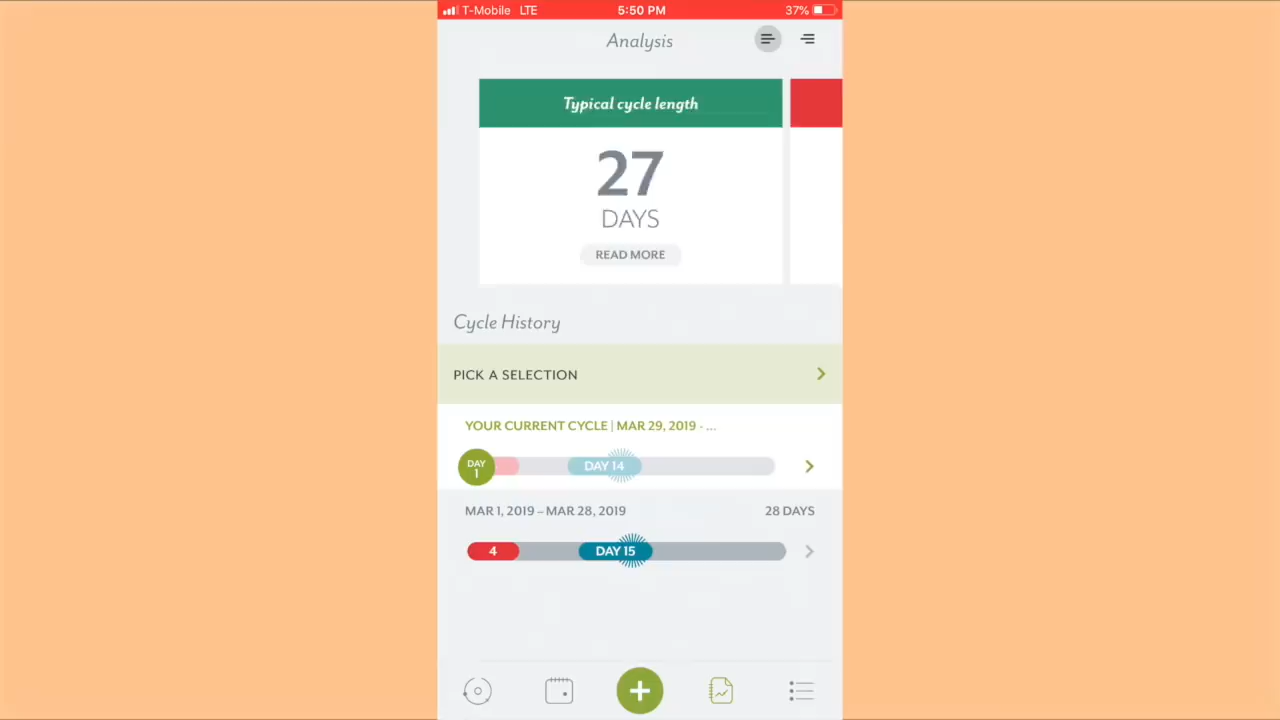 T-Mobile LTE 5:50 PM 37%
Analysis
Typical cycle length
27
DAYS
READ MORE
Cycle History
PICK A SELECTION
YOUR CURRENT CYCLE | MAR 29, 2019 - ...
DAY
1
DAY 14
MAR 1, 2019 – MAR 28, 2019 28 DAYS
4 DAY 15